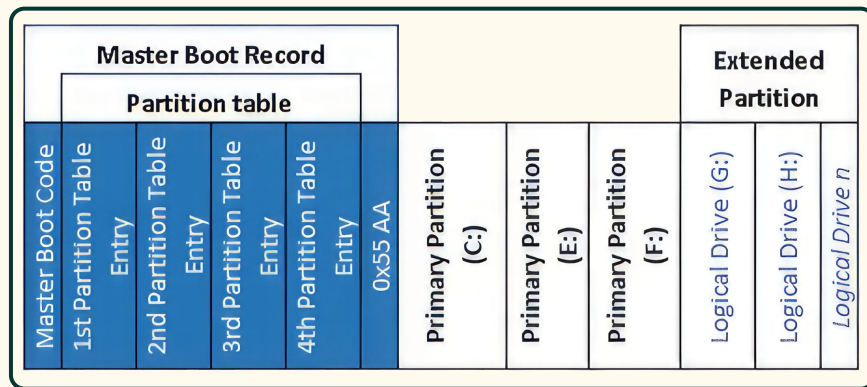 Master Boot Record
Extended
Partition
Partition table
Master Boot Code
1st Partition Table
Entry
2nd Partition Table
Entry
3rd Partition Table
Entry
4th Partition Table
Entry
0x55 AA
Primary Partition
(C:)
Primary Partition
(E:)
Primary Partition
(F:)
Logical Drive (G:)
Logical Drive (H:)
Logical Drive n